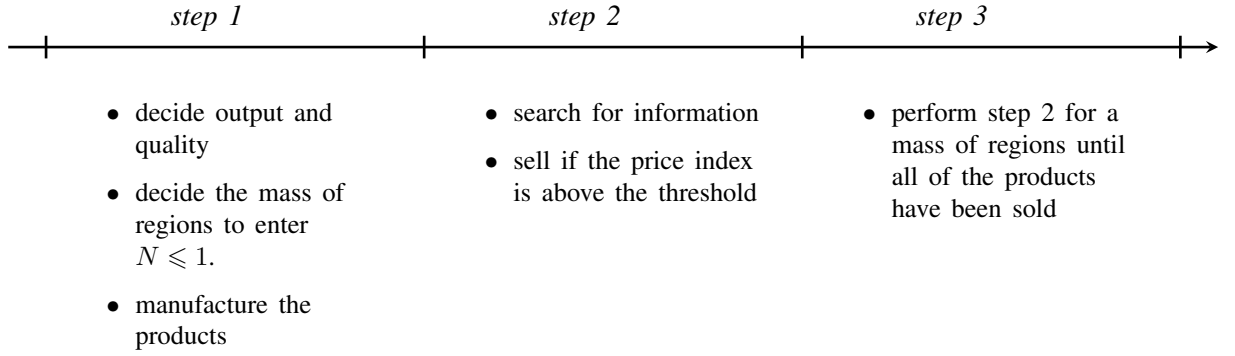 step 1
step 2
step 3
• decide output and
quality
• decide the mass of
regions to enter
N ⩽ 1.
• manufacture the
products
• search for information
• sell if the price index
is above the threshold
• perform step 2 for a
mass of regions until
all of the products
have been sold